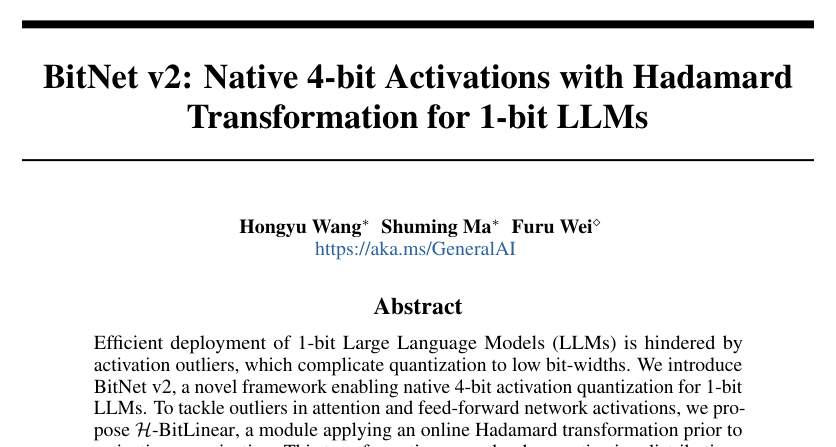 BitNet v2: Native 4-bit Activations with Hadamard
Transformation for 1-bit LLMs
Hongyu Wang* Shuming Ma* Furu Wei⋄
https://aka.ms/GeneralAI
Abstract
Efficient deployment of 1-bit Large Language Models (LLMs) is hindered by
activation outliers, which complicate quantization to low bit-widths. We introduce
BitNet v2, a novel framework enabling native 4-bit activation quantization for 1-bit
LLMs. To tackle outliers in attention and feed-forward network activations, we pro-
pose ℋ-BitLinear, a module applying an online Hadamard transformation prior to